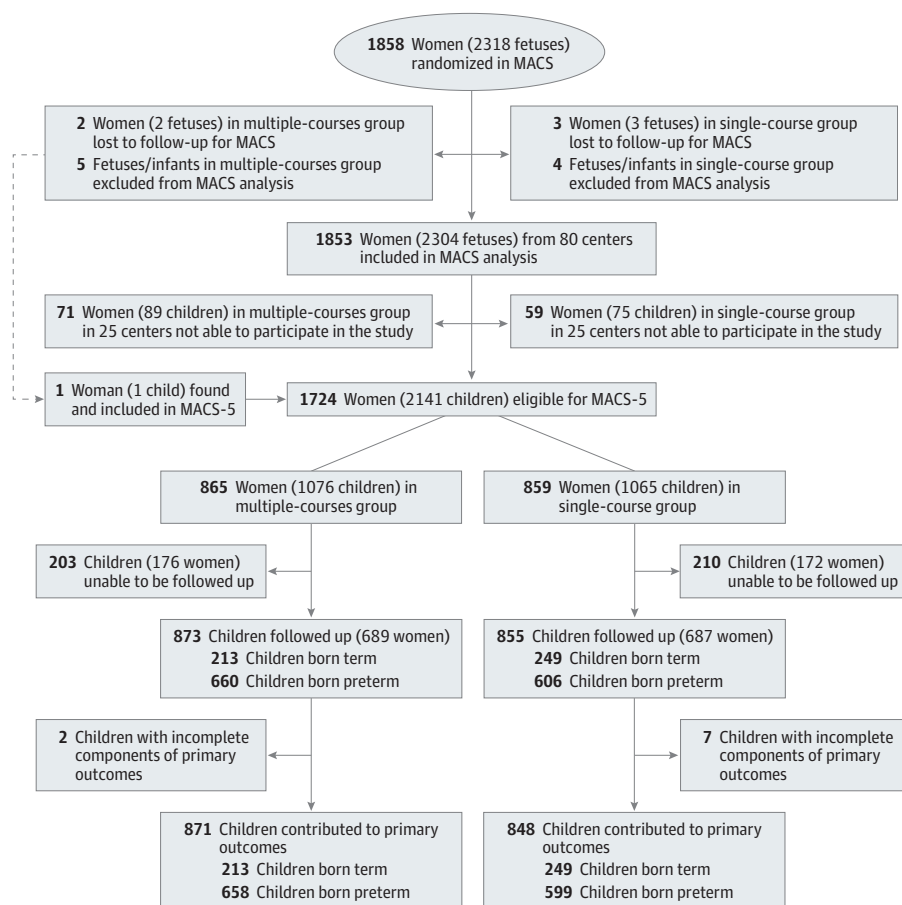 1858 Women (2318 fetuses)
randomized in MACS
2 Women (2 fetuses) in multiple-courses group
lost to follow-up for MACS
5 Fetuses/infants in multiple-courses group
excluded from MACS analysis
3 Women (3 fetuses) in single-course group
lost to follow-up for MACS
4 Fetuses/infants in single-course group
excluded from MACS analysis
1853 Women (2304 fetuses) from 80 centers
included in MACS analysis
71 Women (89 children) in multiple-courses group
in 25 centers not able to participate in the study
59 Women (75 children) in single-course group
in 25 centers not able to participate in the study
1 Woman (1 child) found
and included in MACS-5
1724 Women (2141 children) eligible for MACS-5
865 Women (1076 children) in
multiple-courses group
859 Women (1065 children) in
single-course group
203 Children (176 women)
unable to be followed up
210 Children (172 women)
unable to be followed up
873 Children followed up (689 women)
213 Children born term
660 Children born preterm
855 Children followed up (687 women)
249 Children born term
606 Children born preterm
2 Children with incomplete
components of primary
outcomes
7 Children with incomplete
components of primary
outcomes
871 Children contributed to primary
outcomes
213 Children born term
658 Children born preterm
848 Children contributed to primary
outcomes
249 Children born term
599 Children born preterm